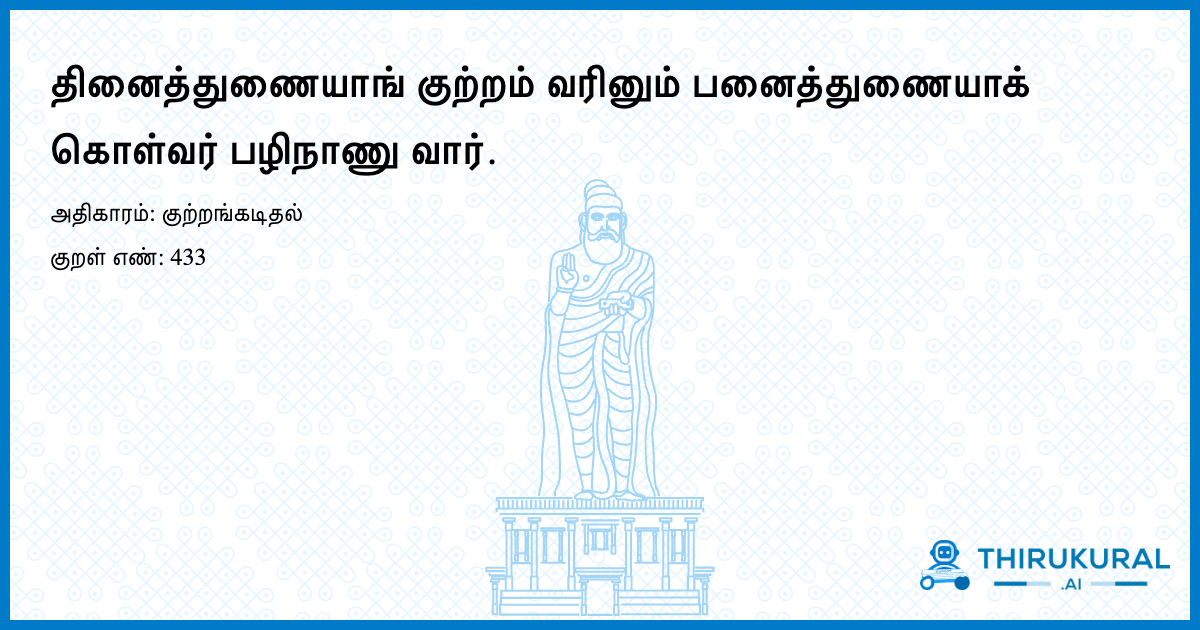 தினைத்துணையாங் குற்றம் வரினும் பனைத்துணையாக்
கொள்வர் பழிநாணு வார்.
அதிகாரம்: குற்றங்கடிதல்
குறள் எண்: 433
THIRUKURAL
.AI